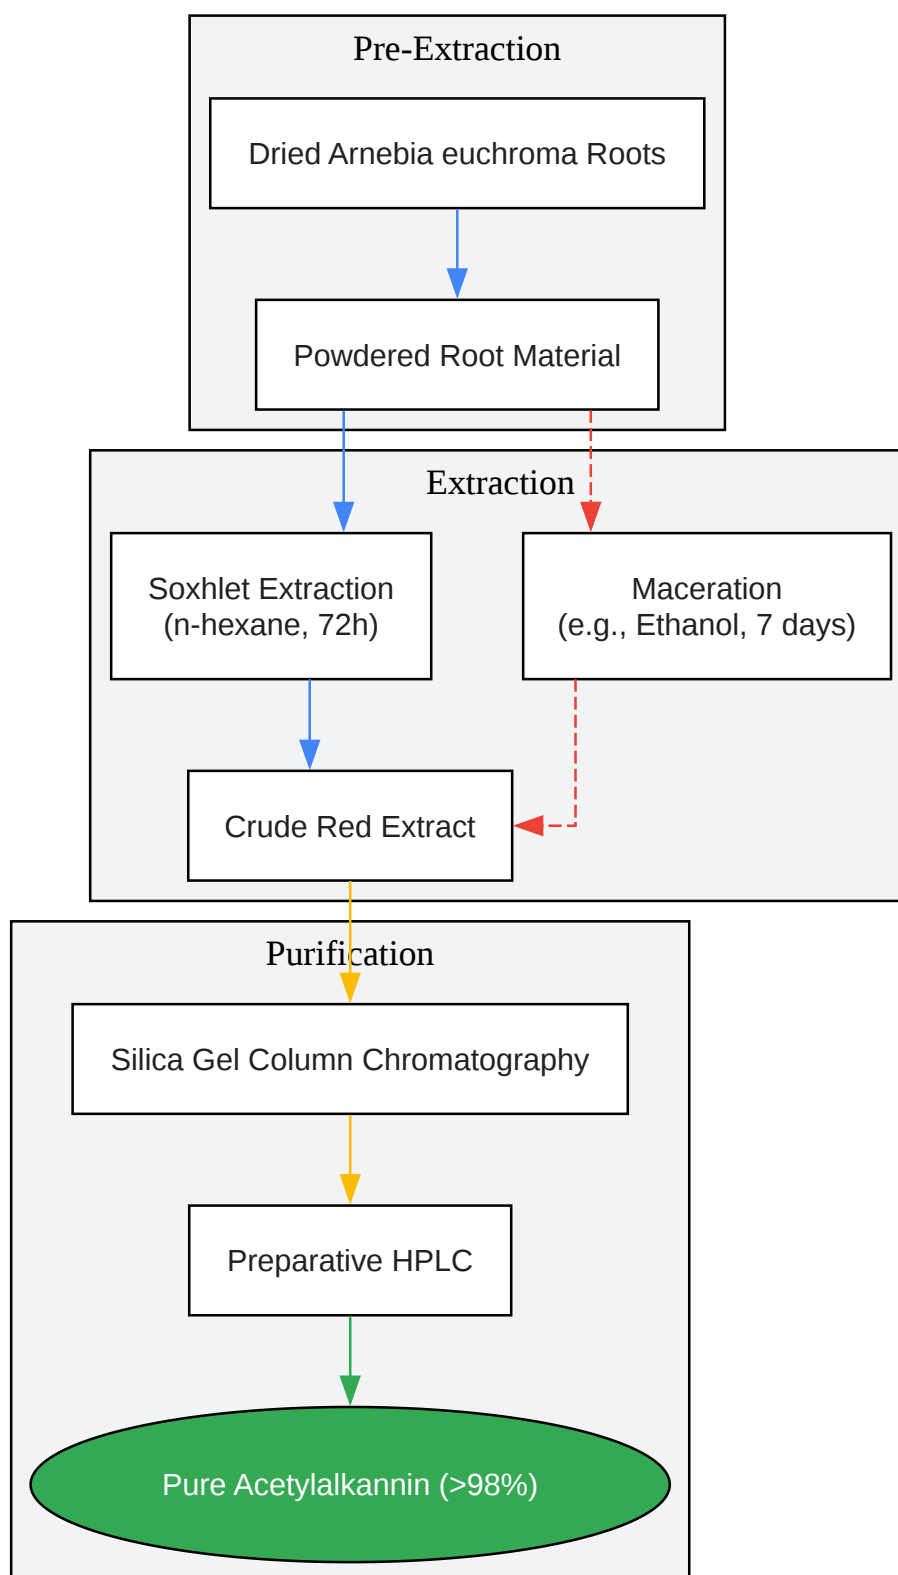 Pre-Extraction
Dried Arnebia euchroma Roots
Powdered Root Material
Extraction
Soxhlet Extraction
(n-hexane, 72h)
Maceration
(e.g., Ethanol, 7 days)
Crude Red Extract
Purification
Silica Gel Column Chromatography
Preparative HPLC
Pure Acetylalkannin (>98%)